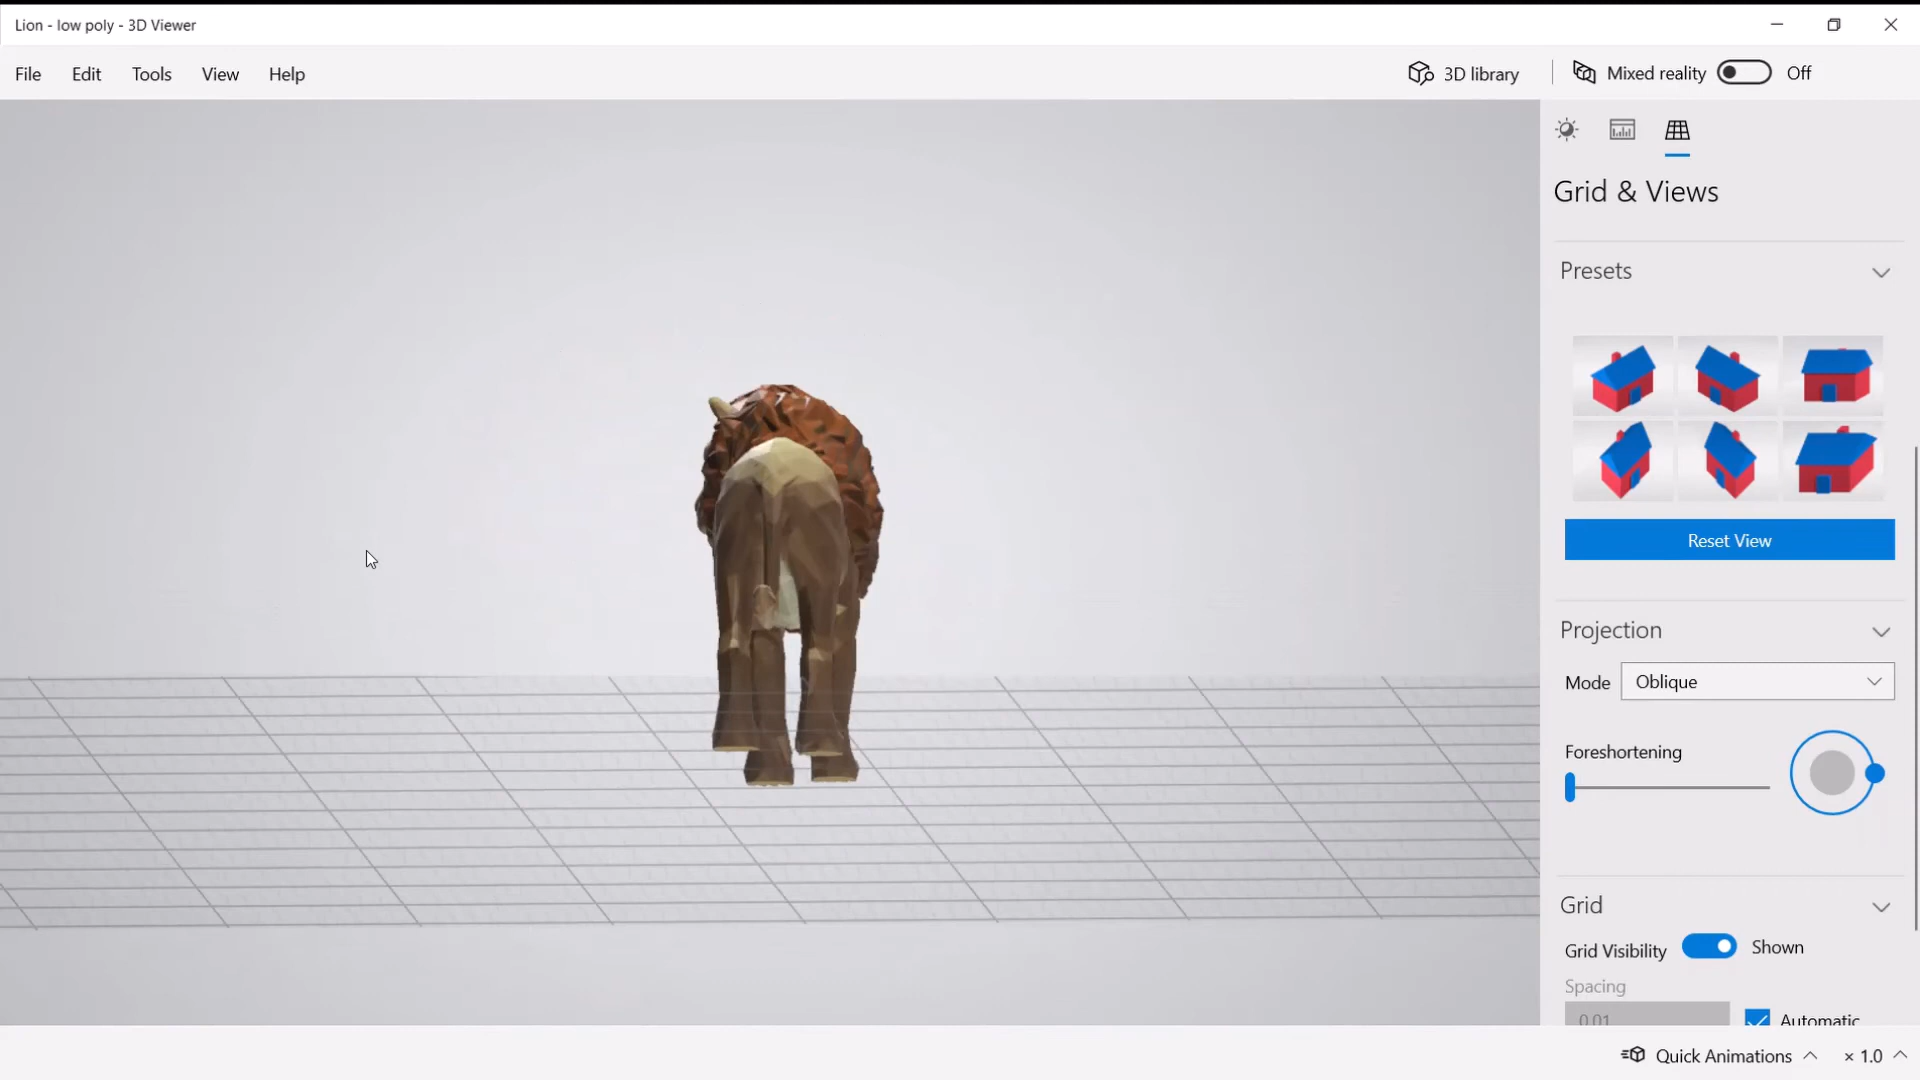 Lion - low poly - 3D Viewer
File Edit Tools View Help
3D library Mixed reality Off
Grid & Views
Presets
Reset View
Projection
Mode Oblique
Foreshortening
Grid
Grid Visibility Shown
Spacing
0.01 Automatic
Quick Animations × 1.0